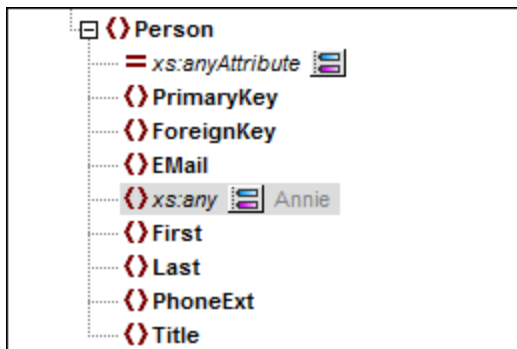 Person
xs:anyAttribute
PrimaryKey
ForeignKey
EMail
xs:any Annie
First
Last
PhoneExt
Title